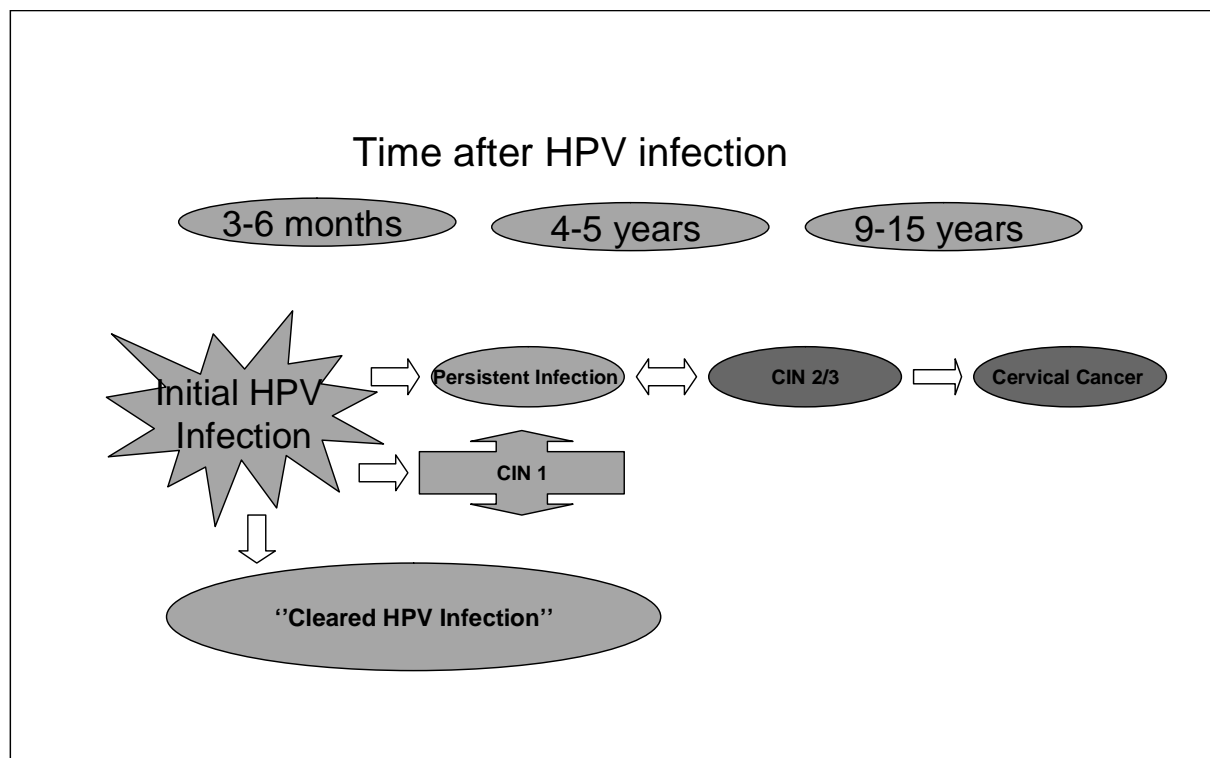 Time after HPV infection
3-6 months
4-5 years
9-15 years
Initial HPV
Infection
Persistent Infection
CIN 2/3
Cervical Cancer
CIN 1
‘’Cleared HPV Infection’’